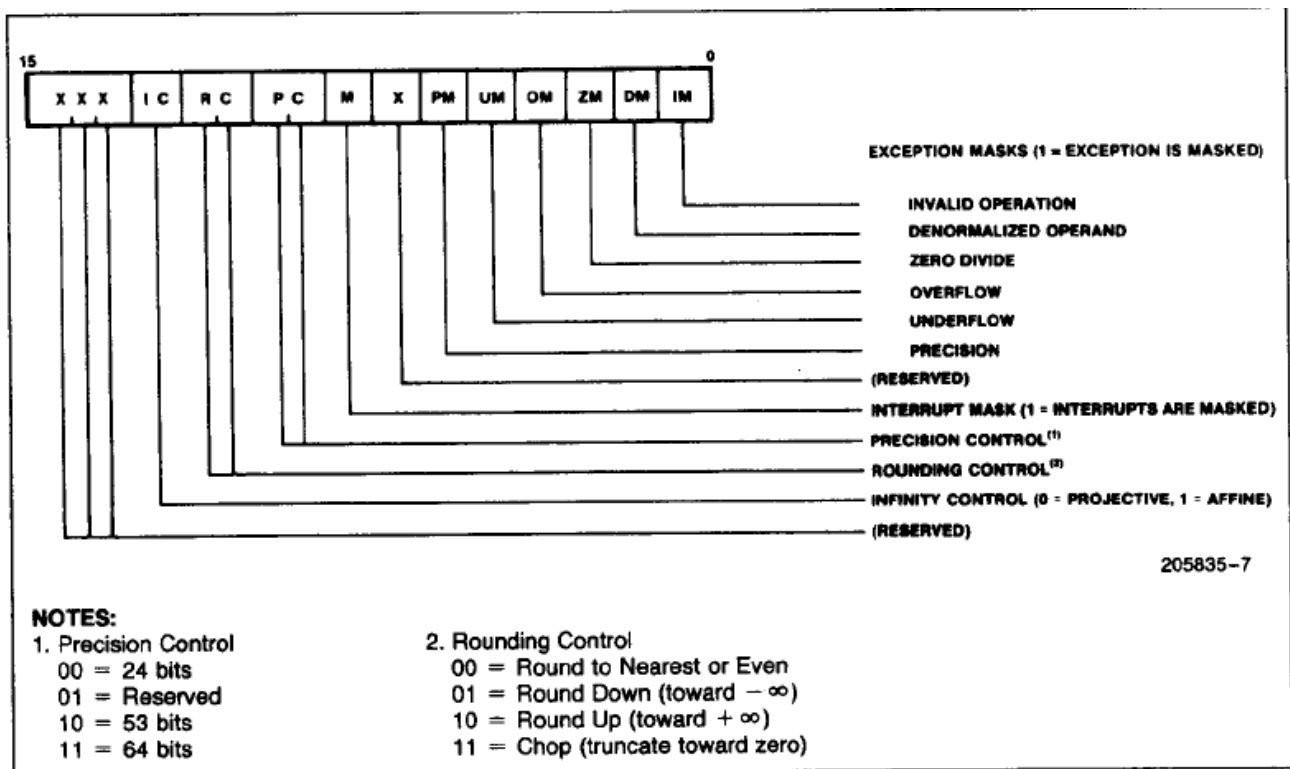 15 0
X X X I C R C P C M X PM UM OM ZM DM IM
EXCEPTION MASKS (1 = EXCEPTION IS MASKED)
INVALID OPERATION
DENORMALIZED OPERAND
ZERO DIVIDE
OVERFLOW
UNDERFLOW
PRECISION
(RESERVED)
INTERRUPT MASK (1 = INTERRUPTS ARE MASKED)
PRECISION CONTROL(1)
ROUNDING CONTROL(2)
INFINITY CONTROL (0 = PROJECTIVE, 1 = AFFINE)
(RESERVED)
205835-7
NOTES:
1. Precision Control
00 = 24 bits
01 = Reserved
10 = 53 bits
11 = 64 bits
2. Rounding Control
00 = Round to Nearest or Even
01 = Round Down (toward − ∞)
10 = Round Up (toward + ∞)
11 = Chop (truncate toward zero)